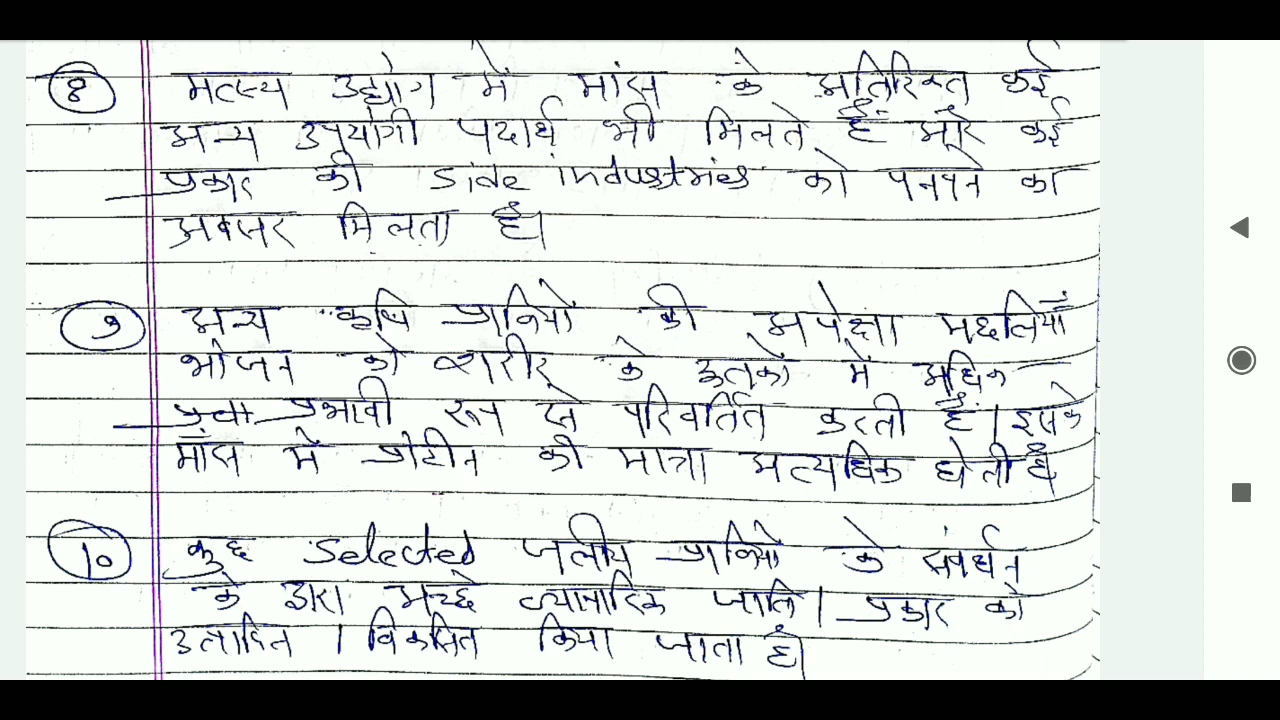 8 मत्स्य उद्योग में मांस के अतिरिक्त कई
अन्य उपयोगी पदार्थ भी मिलते हैं और कई
प्रकार की Side industries को पनपने का
अवसर मिलता है।
9 अन्य कृषि प्राणियों की अपेक्षा मछलियाँ
भोजन को शरीर के ऊतकों में अधिक
प्रभावी रूप से परिवर्तित करती है। इसके
माँस में प्रोटीन की मात्रा अत्यधिक होती है
10 कुछ Selected जलीय प्राणियों के संवर्धन
के द्वारा अच्छे व्यापारिक जाति। प्रकार को
उत्पादित । विकसित किया जाता है।